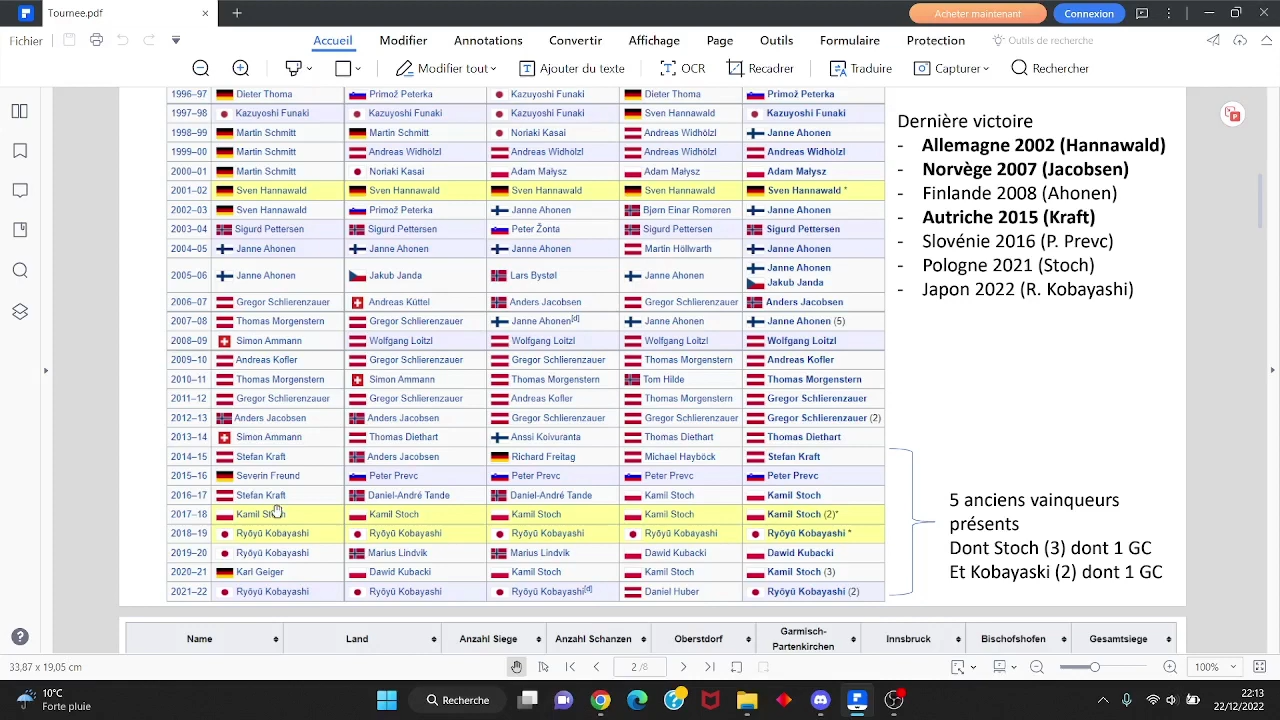 Tournee.pdf × + Acheter maintenant Connexion
Fichier Accueil Modifier Annotations Convertir Affichage Page Outils Formulaire Protection Outils de recherche
Modifier tout Ajouter du texte OCR Recadrer Traduire Capturer Rechercher
1996–97 Dieter Thoma Primož Peterka Kazuyoshi Funaki Dieter Thoma Primož Peterka
1997–98 Kazuyoshi Funaki Kazuyoshi Funaki Kazuyoshi Funaki Sven Hannawald Kazuyoshi Funaki
1998–99 Martin Schmitt Martin Schmitt Noriaki Kasai Andreas Widhölzl Janne Ahonen
1999–00 Martin Schmitt Andreas Widhölzl Andreas Widhölzl Andreas Widhölzl Andreas Widhölzl
2000–01 Martin Schmitt Noriaki Kasai Adam Małysz Adam Małysz Adam Małysz
2001–02 Sven Hannawald Sven Hannawald Sven Hannawald Sven Hannawald Sven Hannawald *
2002–03 Sven Hannawald Primož Peterka Janne Ahonen Bjørn Einar Romøren Janne Ahonen
2003–04 Sigurd Pettersen Sigurd Pettersen Peter Žonta Sigurd Pettersen Sigurd Pettersen
2004–05 Janne Ahonen Janne Ahonen Janne Ahonen Martin Höllwarth Janne Ahonen
2005–06 Janne Ahonen Jakub Janda Lars Bystøl Janne Ahonen Janne Ahonen
Jakub Janda
2006–07 Gregor Schlierenzauer Andreas Küttel Anders Jacobsen Gregor Schlierenzauer Anders Jacobsen
2007–08 Thomas Morgenstern Gregor Schlierenzauer Janne Ahonen[d] Janne Ahonen Janne Ahonen (5)
2008–09 Simon Ammann Wolfgang Loitzl Wolfgang Loitzl Wolfgang Loitzl Wolfgang Loitzl
2009–10 Andreas Kofler Gregor Schlierenzauer Gregor Schlierenzauer Thomas Morgenstern Andreas Kofler
2010–11 Thomas Morgenstern Simon Ammann Thomas Morgenstern Tom Hilde Thomas Morgenstern
2011–12 Gregor Schlierenzauer Gregor Schlierenzauer Andreas Kofler Thomas Morgenstern Gregor Schlierenzauer
2012–13 Anders Jacobsen Anders Jacobsen Gregor Schlierenzauer Gregor Schlierenzauer Gregor Schlierenzauer (2)
2013–14 Simon Ammann Thomas Diethart Anssi Koivuranta Thomas Diethart Thomas Diethart
2014–15 Stefan Kraft Anders Jacobsen Richard Freitag Michael Hayböck Stefan Kraft
2015–16 Severin Freund Peter Prevc Peter Prevc Peter Prevc Peter Prevc
2016–17 Stefan Kraft Daniel-André Tande Daniel-André Tande Kamil Stoch Kamil Stoch
2017–18 Kamil Stoch Kamil Stoch Kamil Stoch Kamil Stoch Kamil Stoch (2)*
2018–19 Ryōyū Kobayashi Ryōyū Kobayashi Ryōyū Kobayashi Ryōyū Kobayashi Ryōyū Kobayashi *
2019–20 Ryōyū Kobayashi Marius Lindvik Marius Lindvik Dawid Kubacki Dawid Kubacki
2020–21 Karl Geiger Dawid Kubacki Kamil Stoch Kamil Stoch Kamil Stoch (3)
2021–22 Ryōyū Kobayashi Ryōyū Kobayashi Ryōyū Kobayashi[d] Daniel Huber Ryōyū Kobayashi (2)
Dernière victoire
- Allemagne 2002 (Hannawald)
- Norvège 2007 (Jacobsen)
- Finlande 2008 (Ahonen)
- Autriche 2015 (Kraft)
- Slovénie 2016 (P. Prevc)
- Pologne 2021 (Stoch)
- Japon 2022 (R. Kobayashi)
5 anciens vainqueurs
présents
Dont Stoch (3) dont 1 GC
Et Kobayaski (2) dont 1 GC
Name Land Anzahl Siege Anzahl Schanzen Oberstdorf Garmisch-Partenkirchen Innsbruck Bischofshofen Gesamtsiege
33,87 x 19,05 cm 2 /8 100%
10°C
Forte pluie
Recherche
22:13
22/12/2022